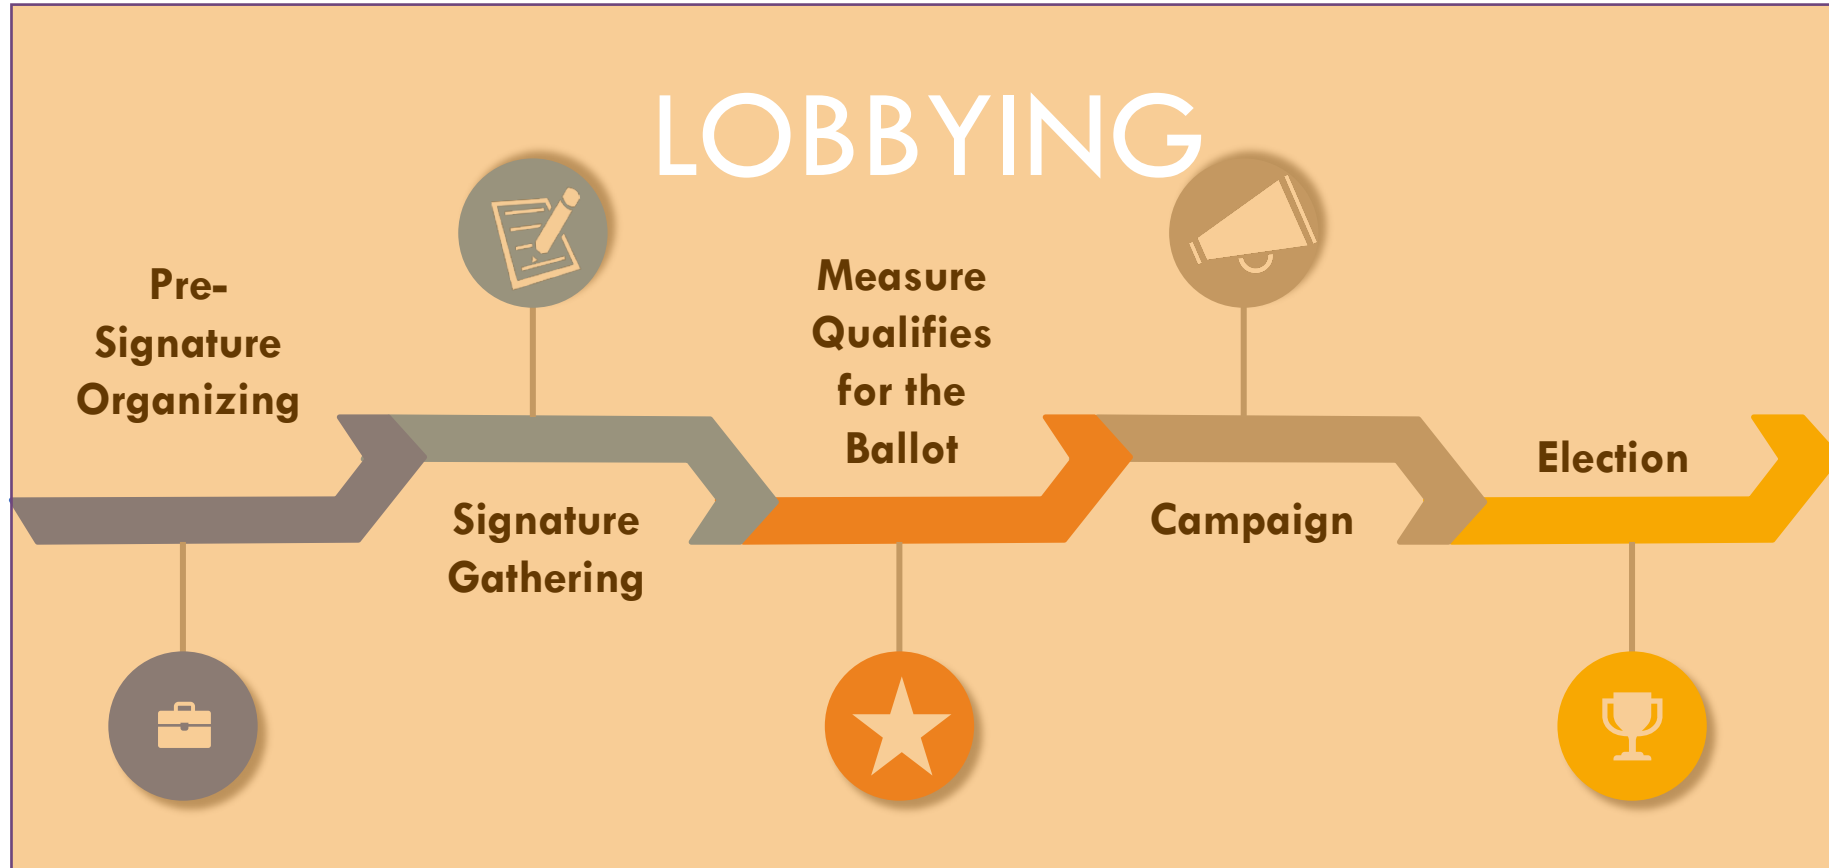 LOBBYING
Pre-
Signature
Organizing
Signature
Gathering
Measure
Qualifies
for the
Ballot
Campaign
Election